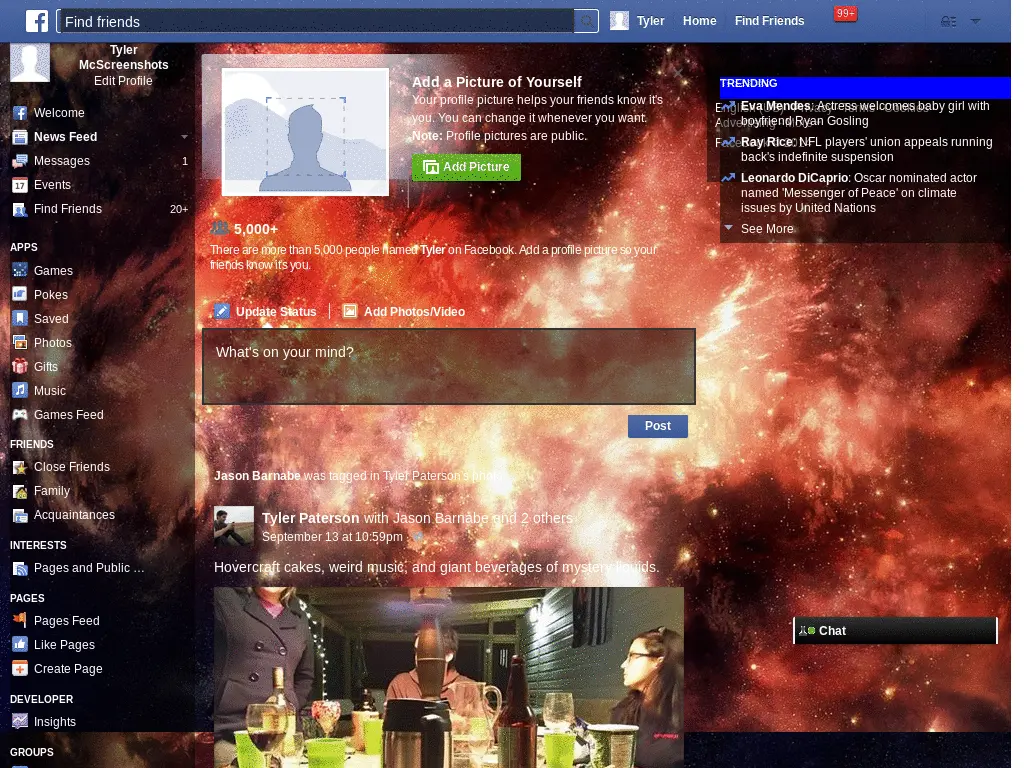 Find friends
Tyler
Home
Find Friends
99+
Tyler
McScreenshots
Edit Profile
Welcome
News Feed
Messages 1
Events
17
Find Friends 20+
APPS
Games
Pokes
Saved
Photos
Gifts
Music
Games Feed
FRIENDS
Close Friends
Family
Acquaintances
INTERESTS
Pages and Public ...
PAGES
Pages Feed
Like Pages
Create Page
DEVELOPER
Insights
GROUPS
Add a Picture of Yourself
Your profile picture helps your friends know it's
you. You can change it whenever you want.
Note: Profile pictures are public.
Add Picture
5,000+
There are more than 5,000 people named Tyler on Facebook. Add a profile picture so your
friends know it's you.
Update Status
Add Photos/Video
What's on your mind?
Post
Jason Barnabe was tagged in Tyler Paterson's photo.
Tyler Paterson with Jason Barnabe and 2 others
September 13 at 10:59pm
Hovercraft cakes, weird music, and giant beverages of mystery liquids.
TRENDING
Eva Mendes: Actress welcomes baby girl with
boyfriend Ryan Gosling
Ray Rice: NFL players' union appeals running
back's indefinite suspension
Leonardo DiCaprio: Oscar nominated actor
named 'Messenger of Peace' on climate
issues by United Nations
See More
Chat